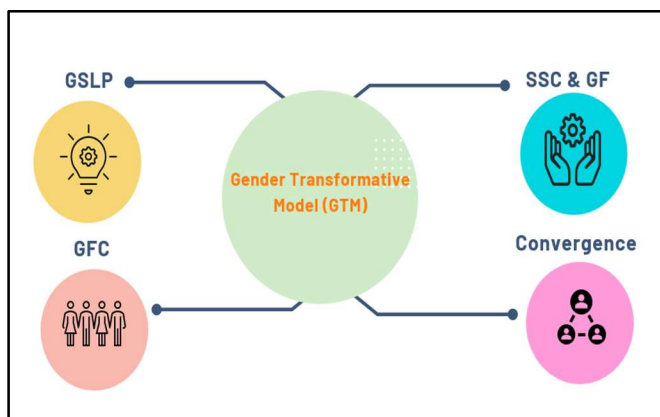 GSLP
SSC & GF
Gender Transformative
Model (GTM)
GFC
Convergence